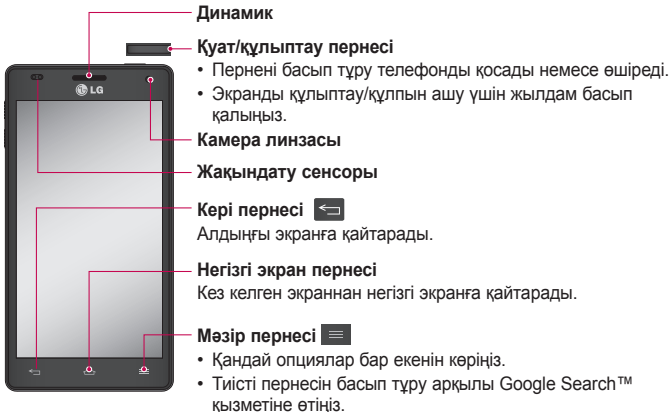 Динамик
Қуат/құлыптау пернесі
• Пернені басып тұру телефонды қосады немесе өшіреді.
• Экранды құлыптау/құлпын ашу үшін жылдам басып
қалыңыз.
LG
Камера линзасы
Жақындату сенсоры
Кері пернесі
Алдыңғы экранға қайтарады.
Негізгі экран пернесі
Кез келген экраннан негізгі экранға қайтарады.
Мәзір пернесі
• Қандай опциялар бар екенін көріңіз.
• Тиісті пернесін басып тұру арқылы Google Search™
қызметіне өтіңіз.